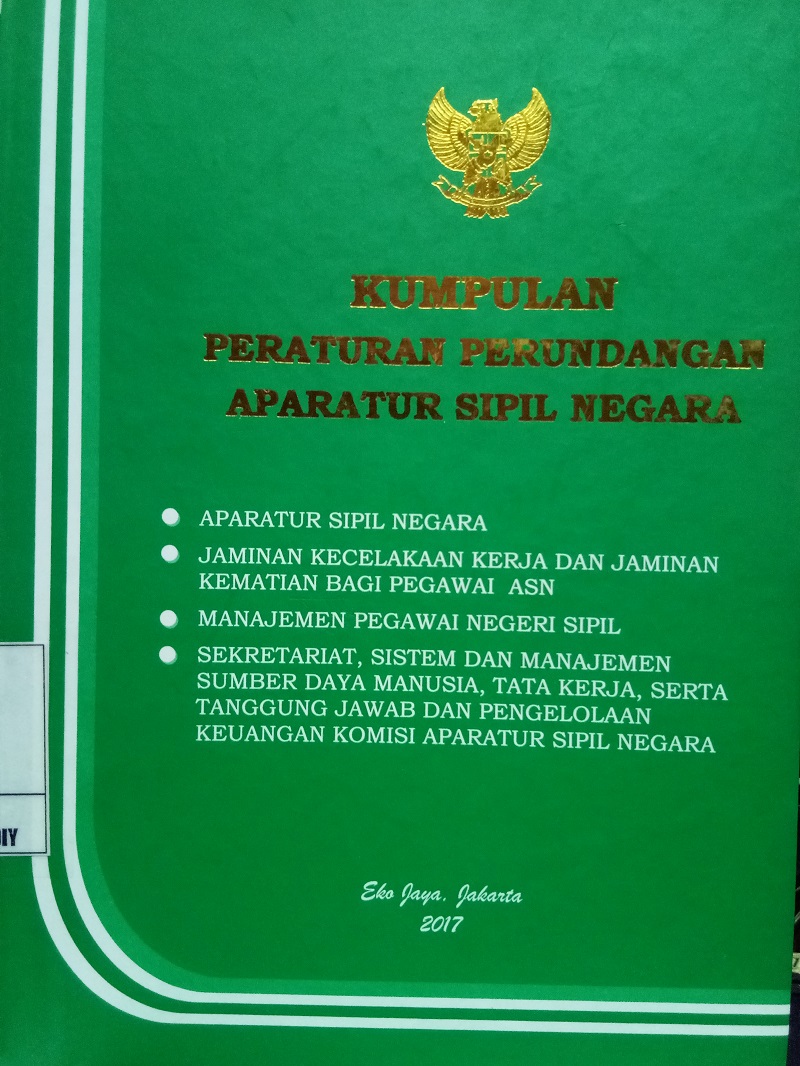 KUMPULAN
PERATURAN PERUNDANGAN
APARATUR SIPIL NEGARA
APARATUR SIPIL NEGARA
JAMINAN KECELAKAAN KERJA DAN JAMINAN
KEMATIAN BAGI PEGAWAI ASN
MANAJEMEN PEGAWAI NEGERI SIPIL
SEKRETARIAT, SISTEM DAN MANAJEMEN
SUMBER DAYA MANUSIA, TATA KERJA, SERTA
TANGGUNG JAWAB DAN PENGELOLAAN
KEUANGAN KOMISI APARATUR SIPIL NEGARA
Eko Jaya, Jakarta
2017